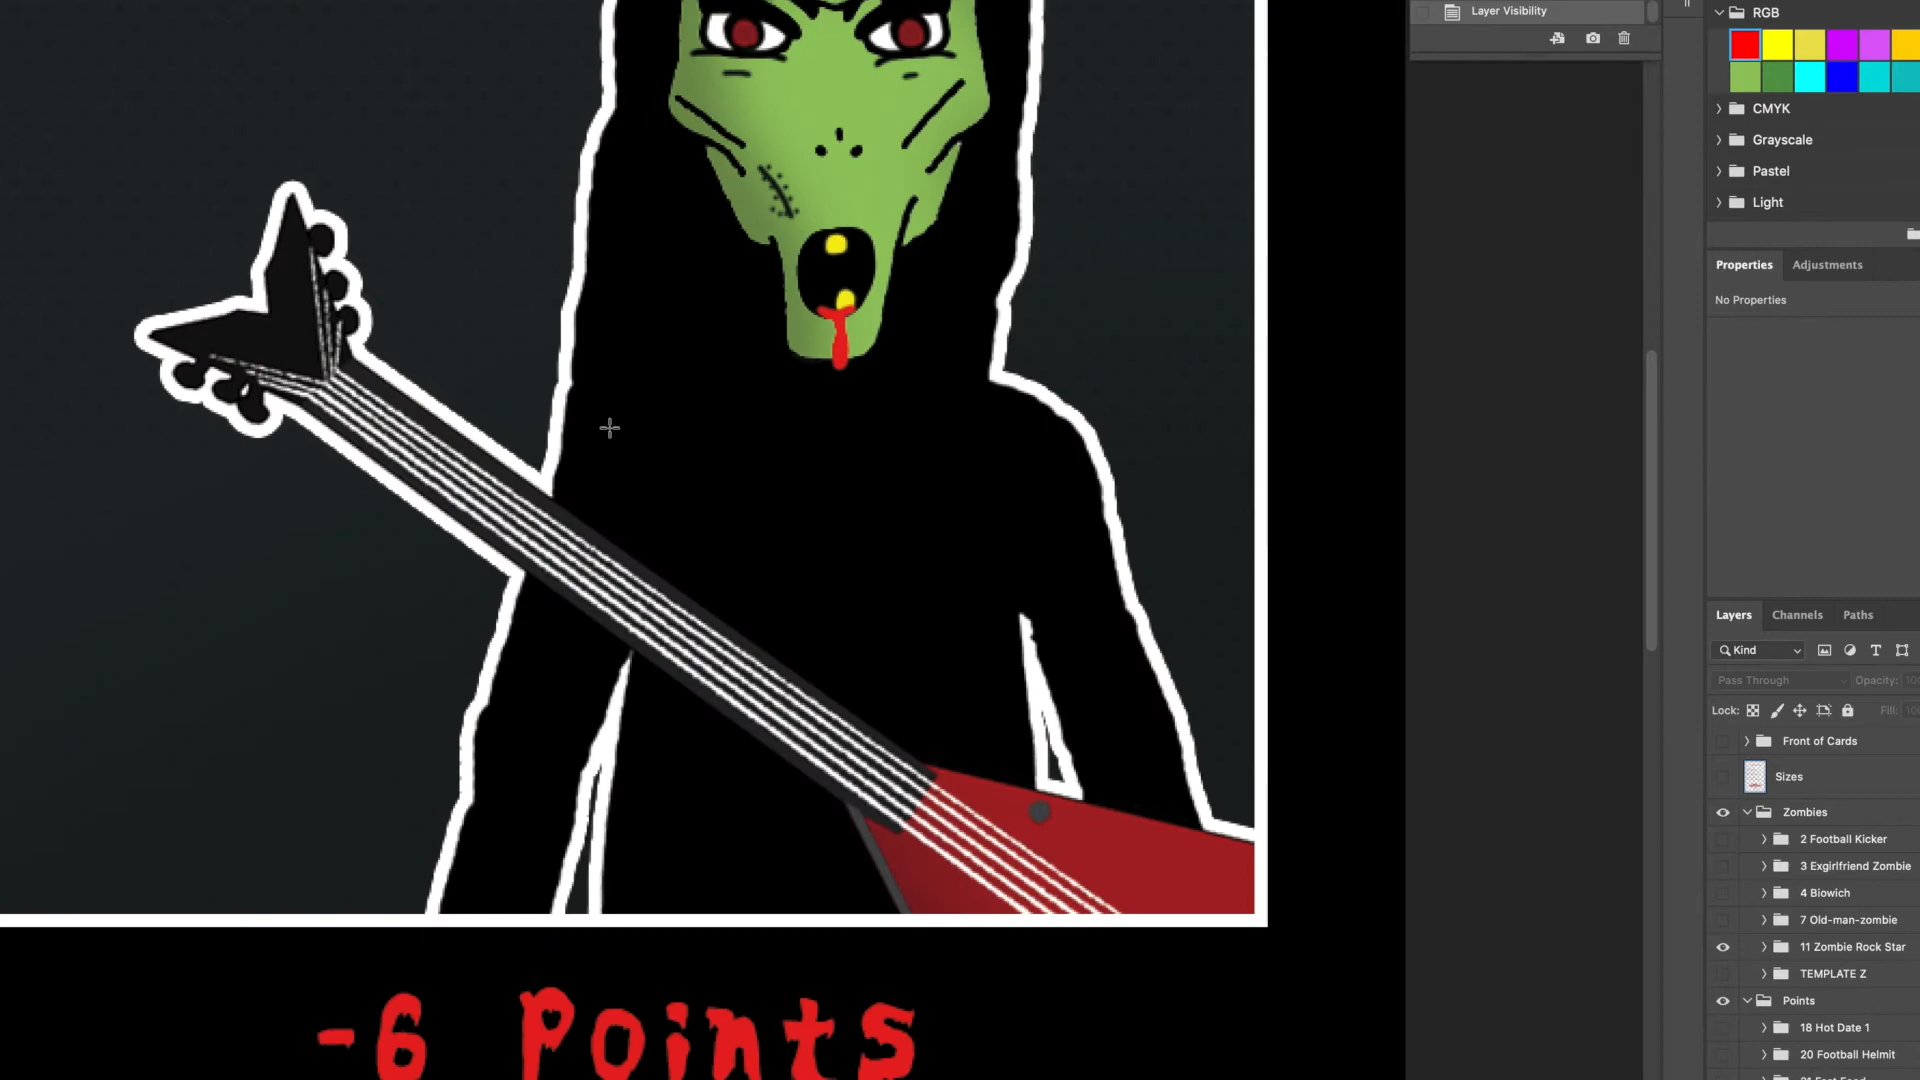 Layer Visibility
RGB
CMYK
Grayscale
Pastel
Light
Properties Adjustments
No Properties
Layers Channels Paths
Kind
Pass Through Opacity:
Lock: Fill:
Front of Cards
Sizes
Zombies
2 Football Kicker
3 Exgirlfriend Zombie
4 Biowich
7 Old-man-zombie
11 Zombie Rock Star
TEMPLATE Z
Points
18 Hot Date 1
20 Football Helmit
-6 Points